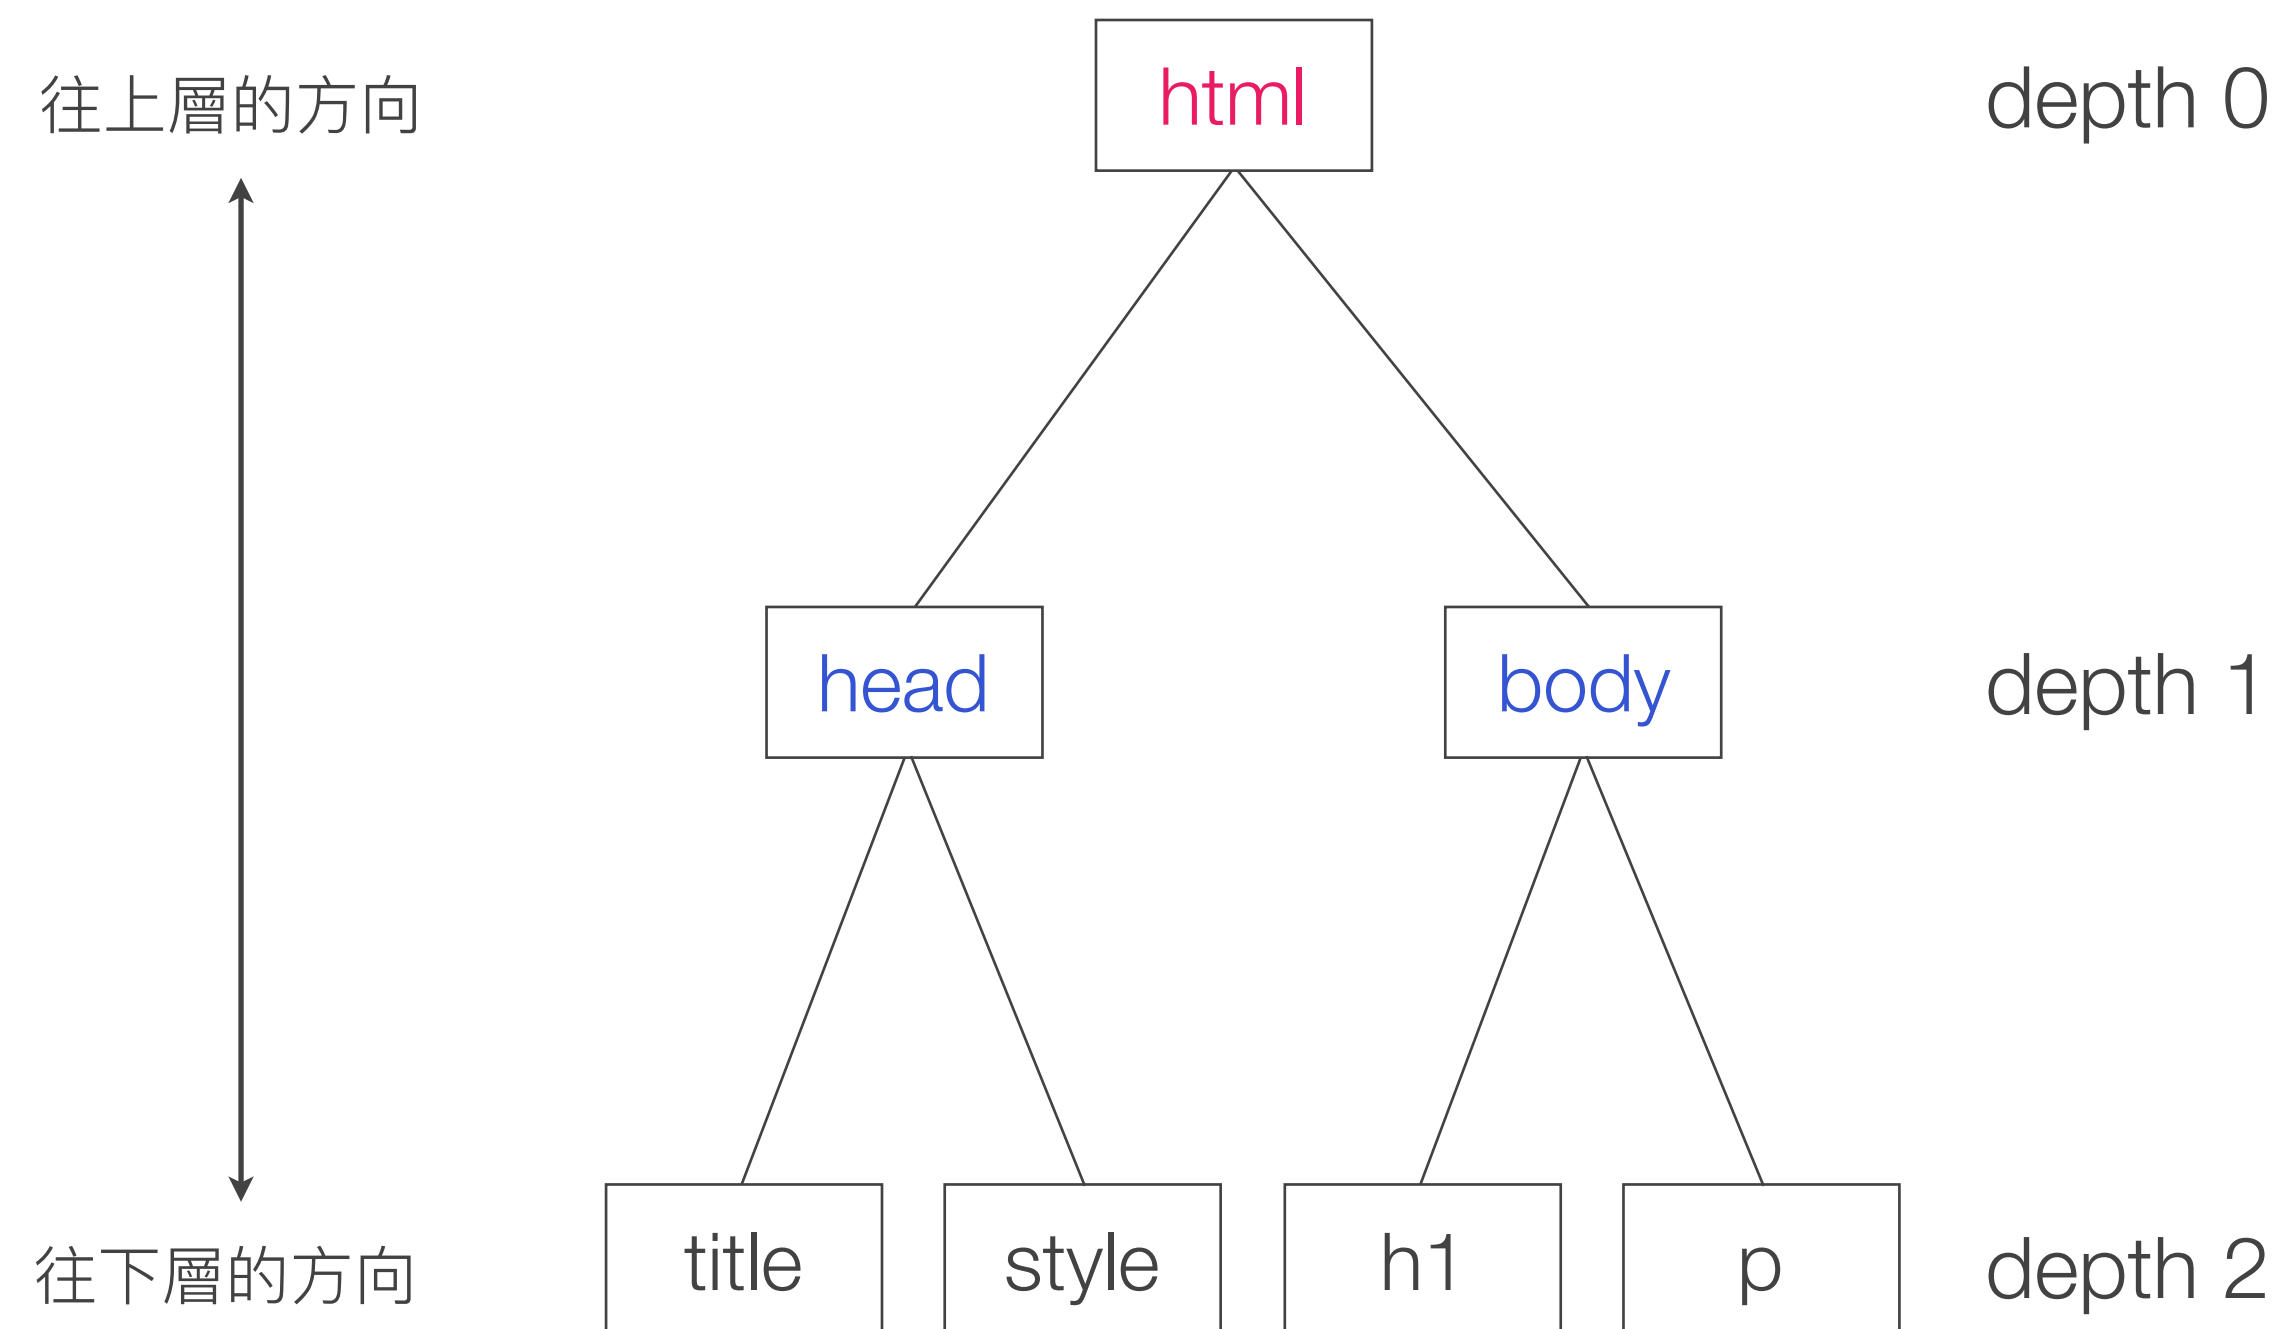 往上層的方向
html
depth 0
head
body
depth 1
往下層的方向
title
style
h1
p
depth 2